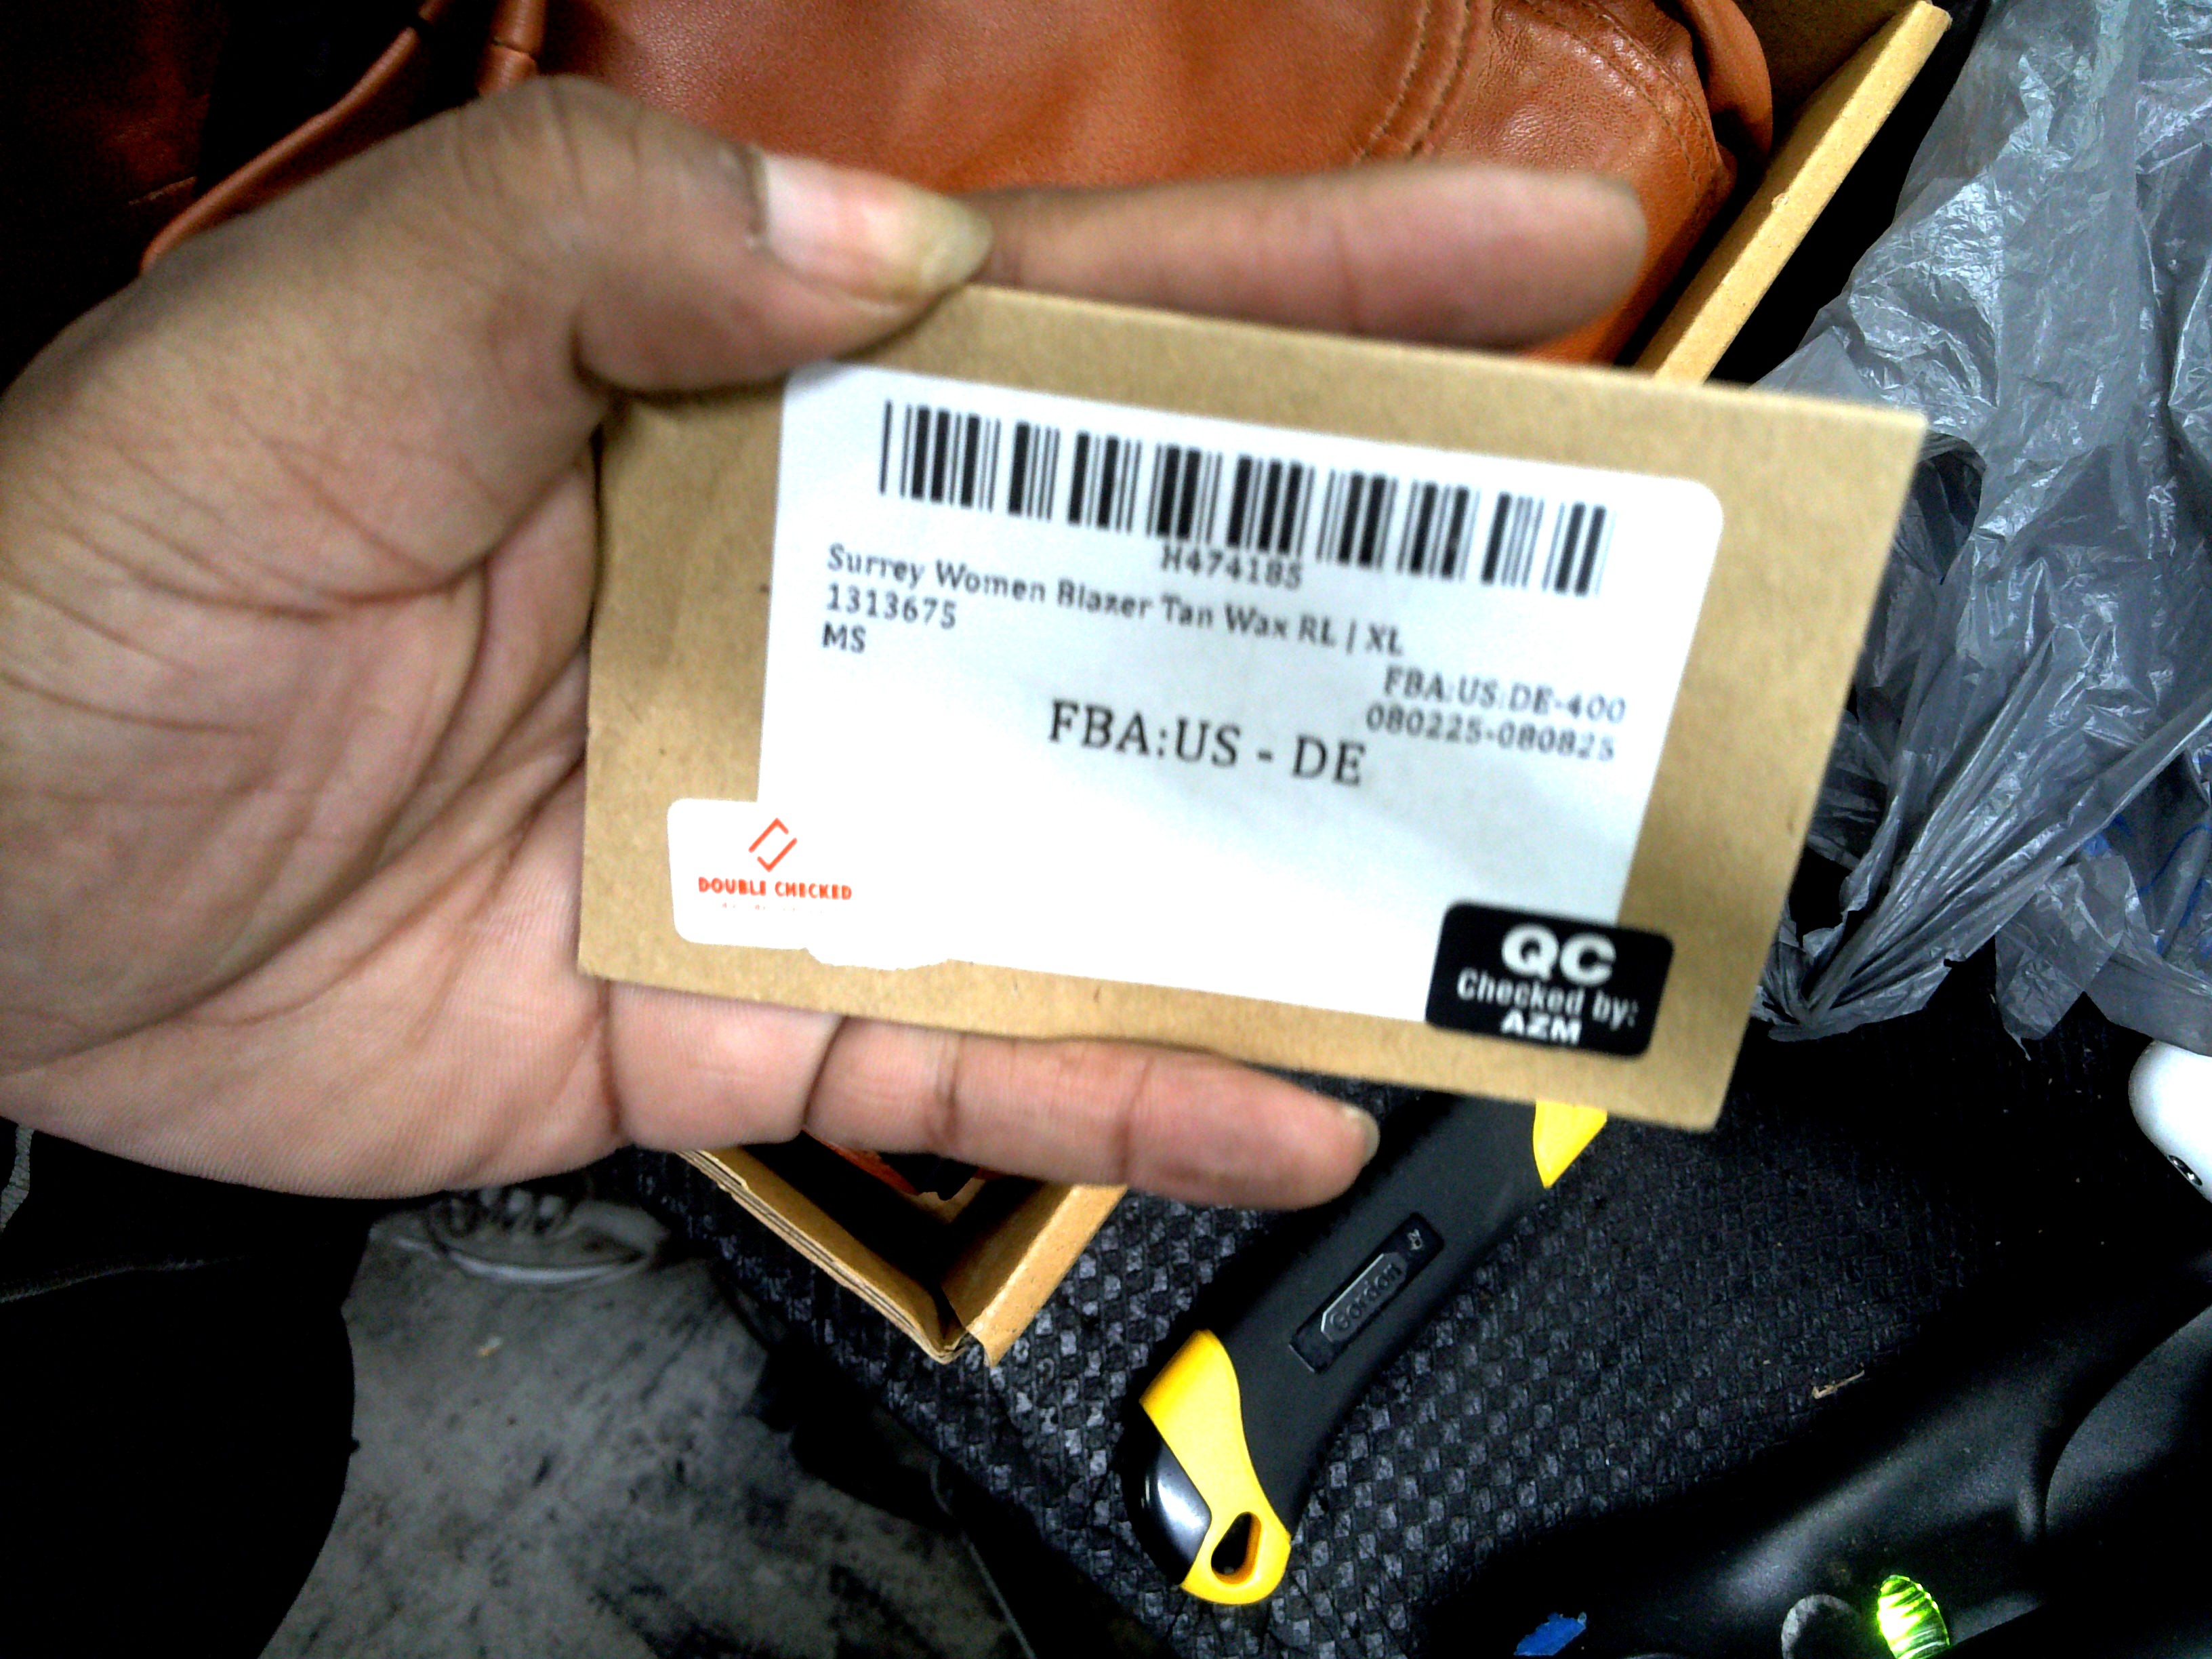 H474185
Surrey Women Blazer Tan Wax RL | XL
1313675
MS
FBA:US:DE-400
080225-080825
FBA:US - DE
DOUBLE CHECKED
QC
Checked by:
AZM
Gordon